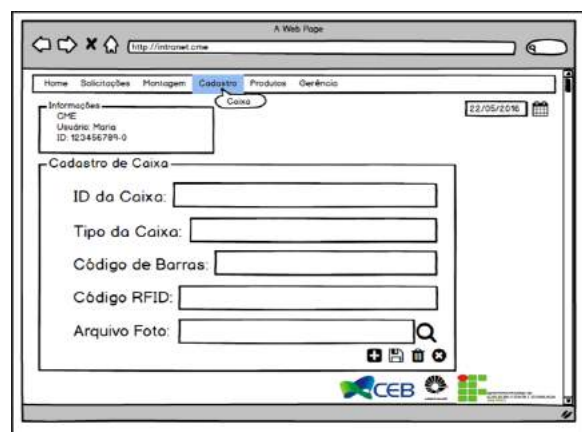 A Web Page
http://intranet.cme
Home Solicitações Montagem Cadastro Produtos Gerência
Caixa
22/05/2016
Informações
CME
Usuário: Maria
ID: 123456789-0
Cadastro de Caixa
ID da Caixa:
Tipo da Caixa:
Código de Barras:
Código RFID:
Arquivo Foto:
CEB